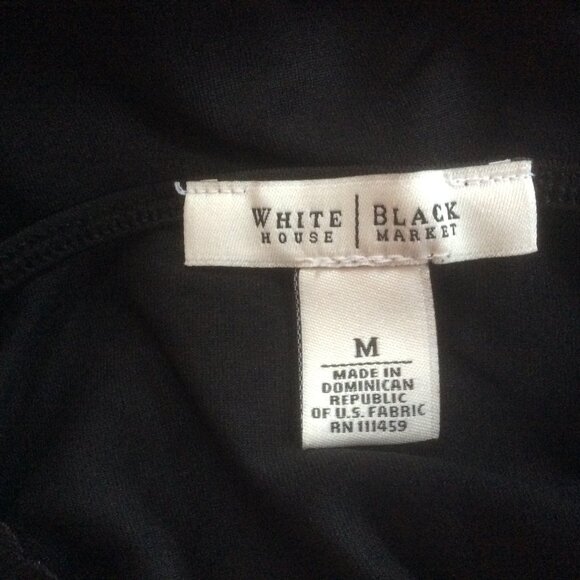 WHITE | BLACK
HOUSE | MARKET
M
MADE IN
DOMINICAN
REPUBLIC
OF U.S. FABRIC
RN 111459